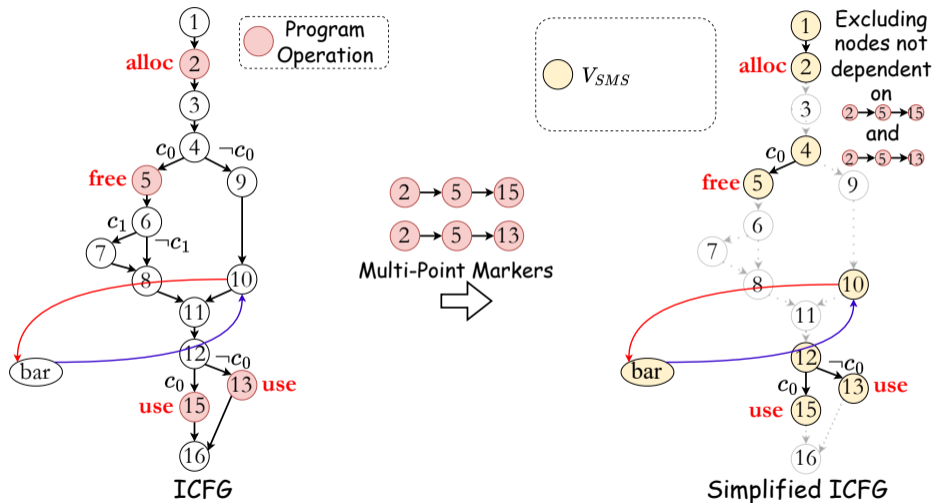 1
Program
Operation
alloc
2
3
c₀
4
¬c₀
free
5
9
c₁
6
¬c₁
7
8
10
11
bar
12
¬c₀
c₀
13
use
use
15
16
ICFG
2 5 15
2 5 13
Multi-Point Markers
V_SMS
1
Excluding
nodes not
dependent
on
2 5 15
and
2 5 13
alloc
2
3
c₀
4
free
5
9
6
7
8
10
11
bar
12
¬c₀
c₀
13
use
use
15
16
Simplified ICFG